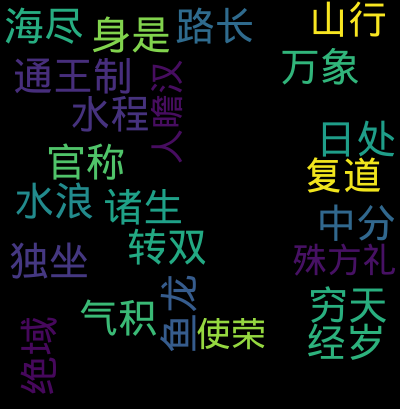 海尽
身是
路长
山行
万象
通王制
人瞻汉
水程
日处
官称
复道
水浪
诸生
中分
转双
独坐
殊方礼
气积
鱼龙
使荣
穷天
经岁
绝域